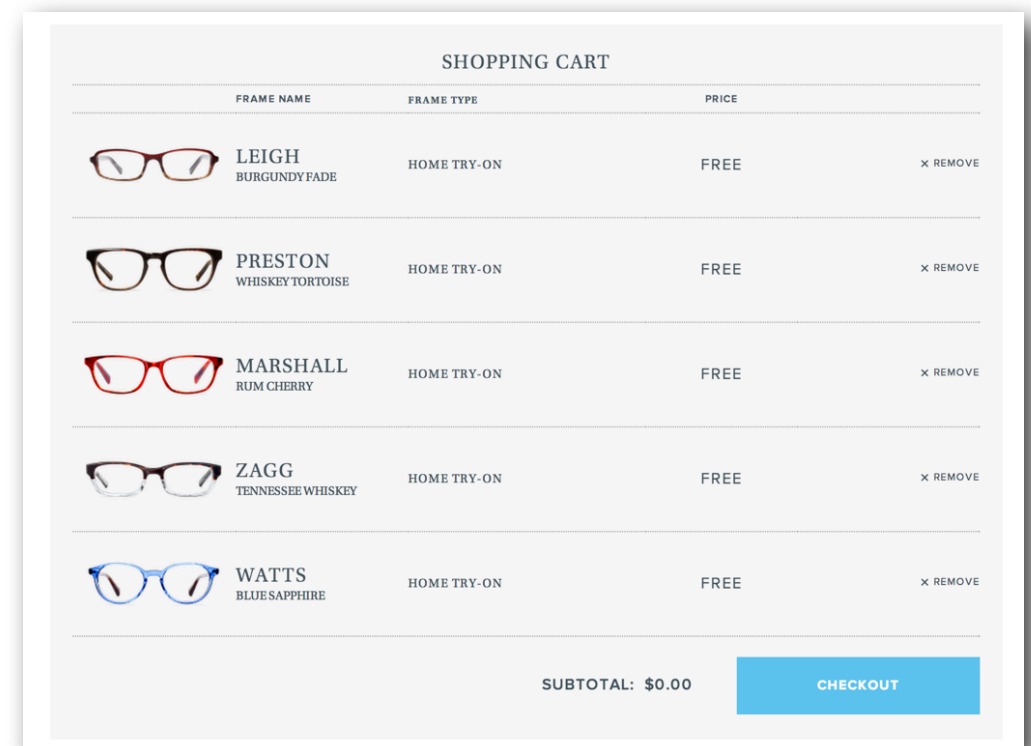 SHOPPING CART
FRAME NAME FRAME TYPE PRICE
LEIGH
BURGUNDY FADE
HOME TRY-ON FREE × REMOVE
PRESTON
WHISKEY TORTOISE
HOME TRY-ON FREE × REMOVE
MARSHALL
RUM CHERRY
HOME TRY-ON FREE × REMOVE
ZAGG
TENNESSEE WHISKEY
HOME TRY-ON FREE × REMOVE
WATTS
BLUE SAPPHIRE
HOME TRY-ON FREE × REMOVE
SUBTOTAL: $0.00 CHECKOUT